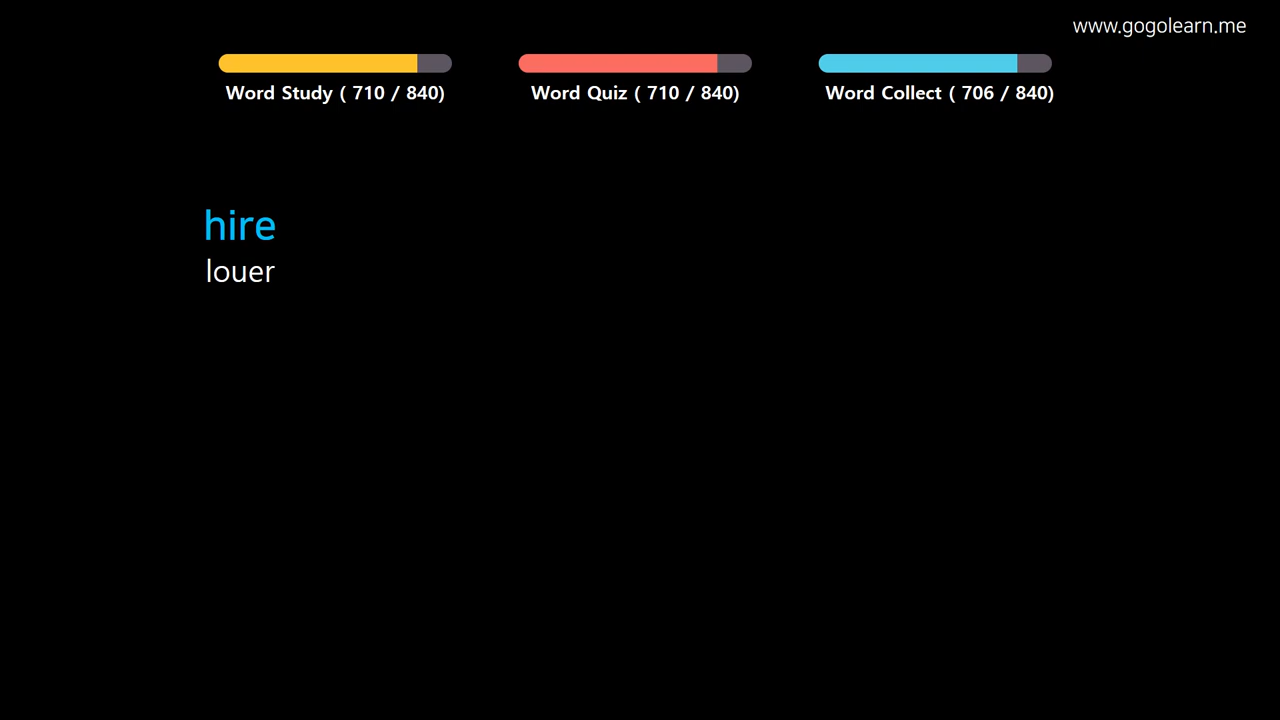 www.gogolearn.me
Word Study ( 710 / 840)
Word Quiz ( 710 / 840)
Word Collect ( 706 / 840)
hire
louer